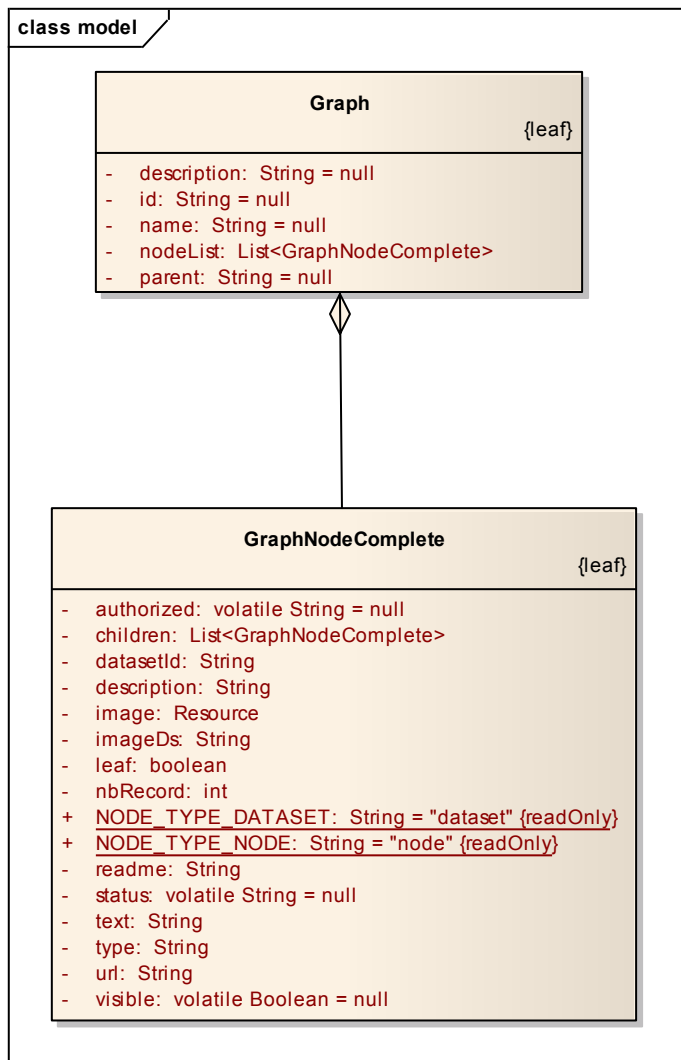 class model
Graph
{leaf}
- description: String = null
- id: String = null
- name: String = null
- nodeList: List<GraphNodeComplete>
- parent: String = null
GraphNodeComplete
{leaf}
- authorized: volatile String = null
- children: List<GraphNodeComplete>
- datasetId: String
- description: String
- image: Resource
- imageDs: String
- leaf: boolean
- nbRecord: int
+ NODE_TYPE_DATASET: String = "dataset" {readOnly}
+ NODE_TYPE_NODE: String = "node" {readOnly}
- readme: String
- status: volatile String = null
- text: String
- type: String
- url: String
- visible: volatile Boolean = null